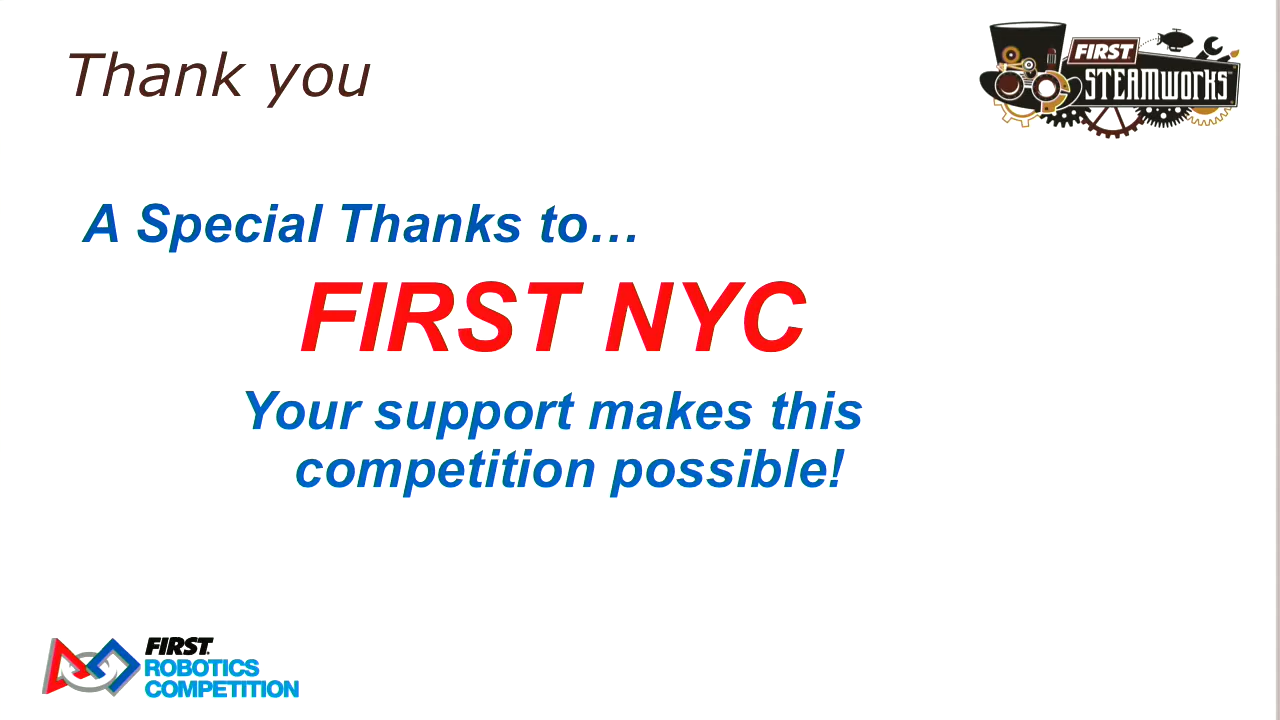 Thank you
FIRST
STEAMWORKS
A Special Thanks to…
FIRST NYC
Your support makes this
competition possible!
FIRST
ROBOTICS
COMPETITION